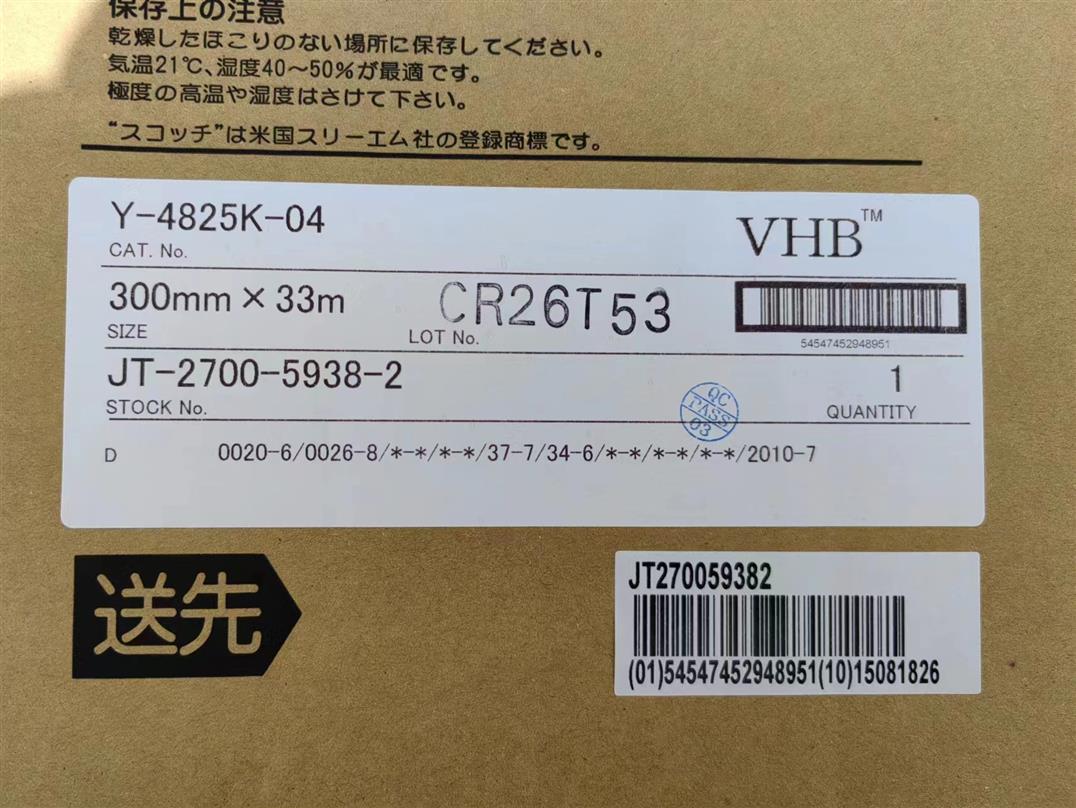 保存上の注意
乾燥したほこりのない場所に保存してください。
気温21℃、湿度40〜50%が最適です。
極度の高温や湿度はさけて下さい。
“スコッチ”は米国スリーエム社の登録商標です。
Y-4825K-04
CAT. No.
VHB™
300mm×33m
SIZE
CR26T53
LOT No.
54547452948951
JT-2700-5938-2
STOCK No.
QC
PASS
03
1
QUANTITY
D 0020-6/0026-8/*-*/*-*/37-7/34-6/*-*/*-*/*-*/2010-7
送先
JT270059382
(01)54547452948951(10)15081826